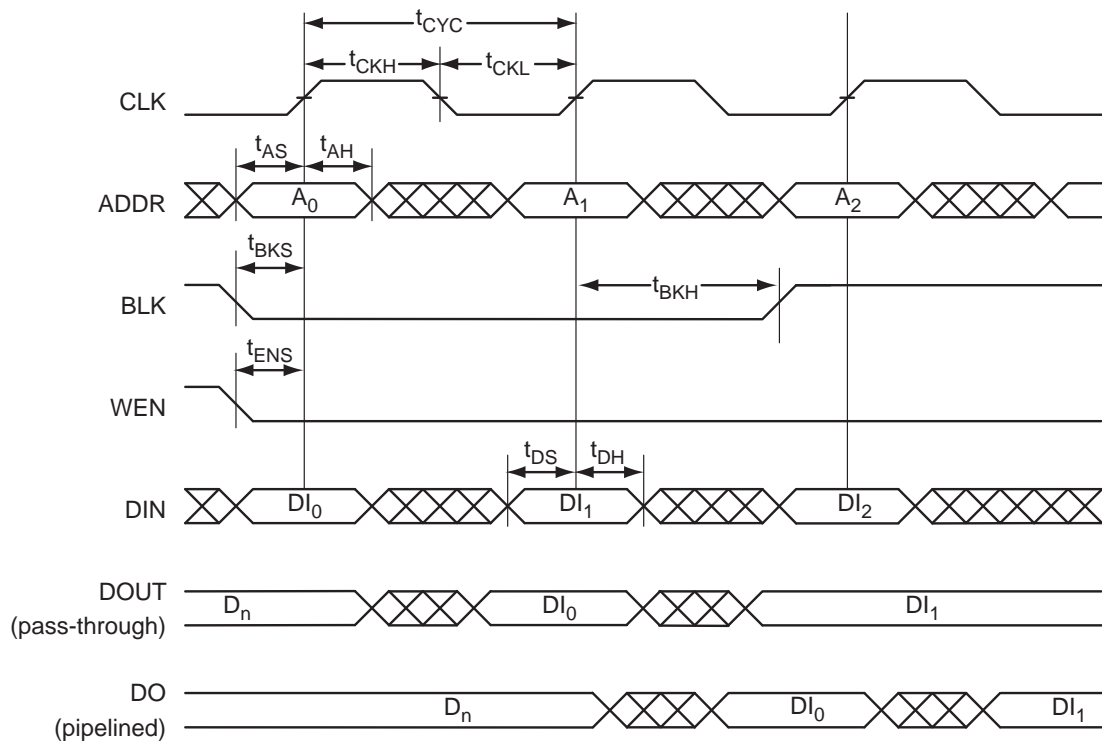 tCYC
tCKH tCKL
CLK
tAS tAH
ADDR A0 A1 A2
tBKS
BLK tBKH
tENS
WEN
tDS tDH
DIN DI0 DI1 DI2
DOUT
(pass-through) Dn DI0 DI1
DO
(pipelined) Dn DI0 DI1